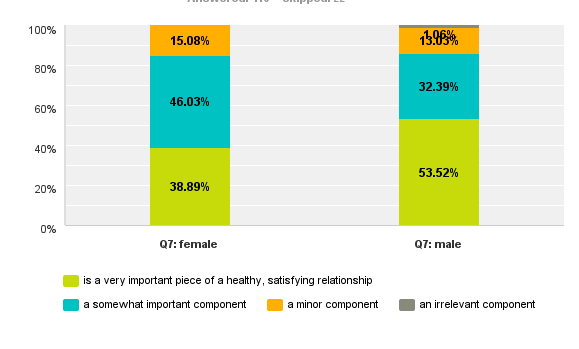 100%
80%
60%
40%
20%
0%
15.08%
46.03%
38.89%
1.06%
13.03%
32.39%
53.52%
Q7: female
Q7: male
is a very important piece of a healthy, satisfying relationship
a somewhat important component
a minor component
an irrelevant component